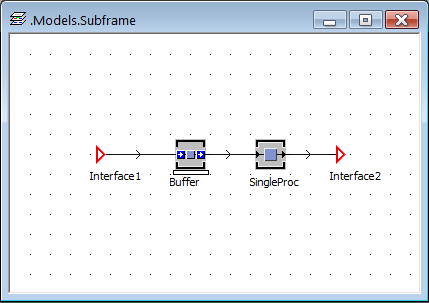 .Models.Subframe
Interface1
Buffer
SingleProc
Interface2